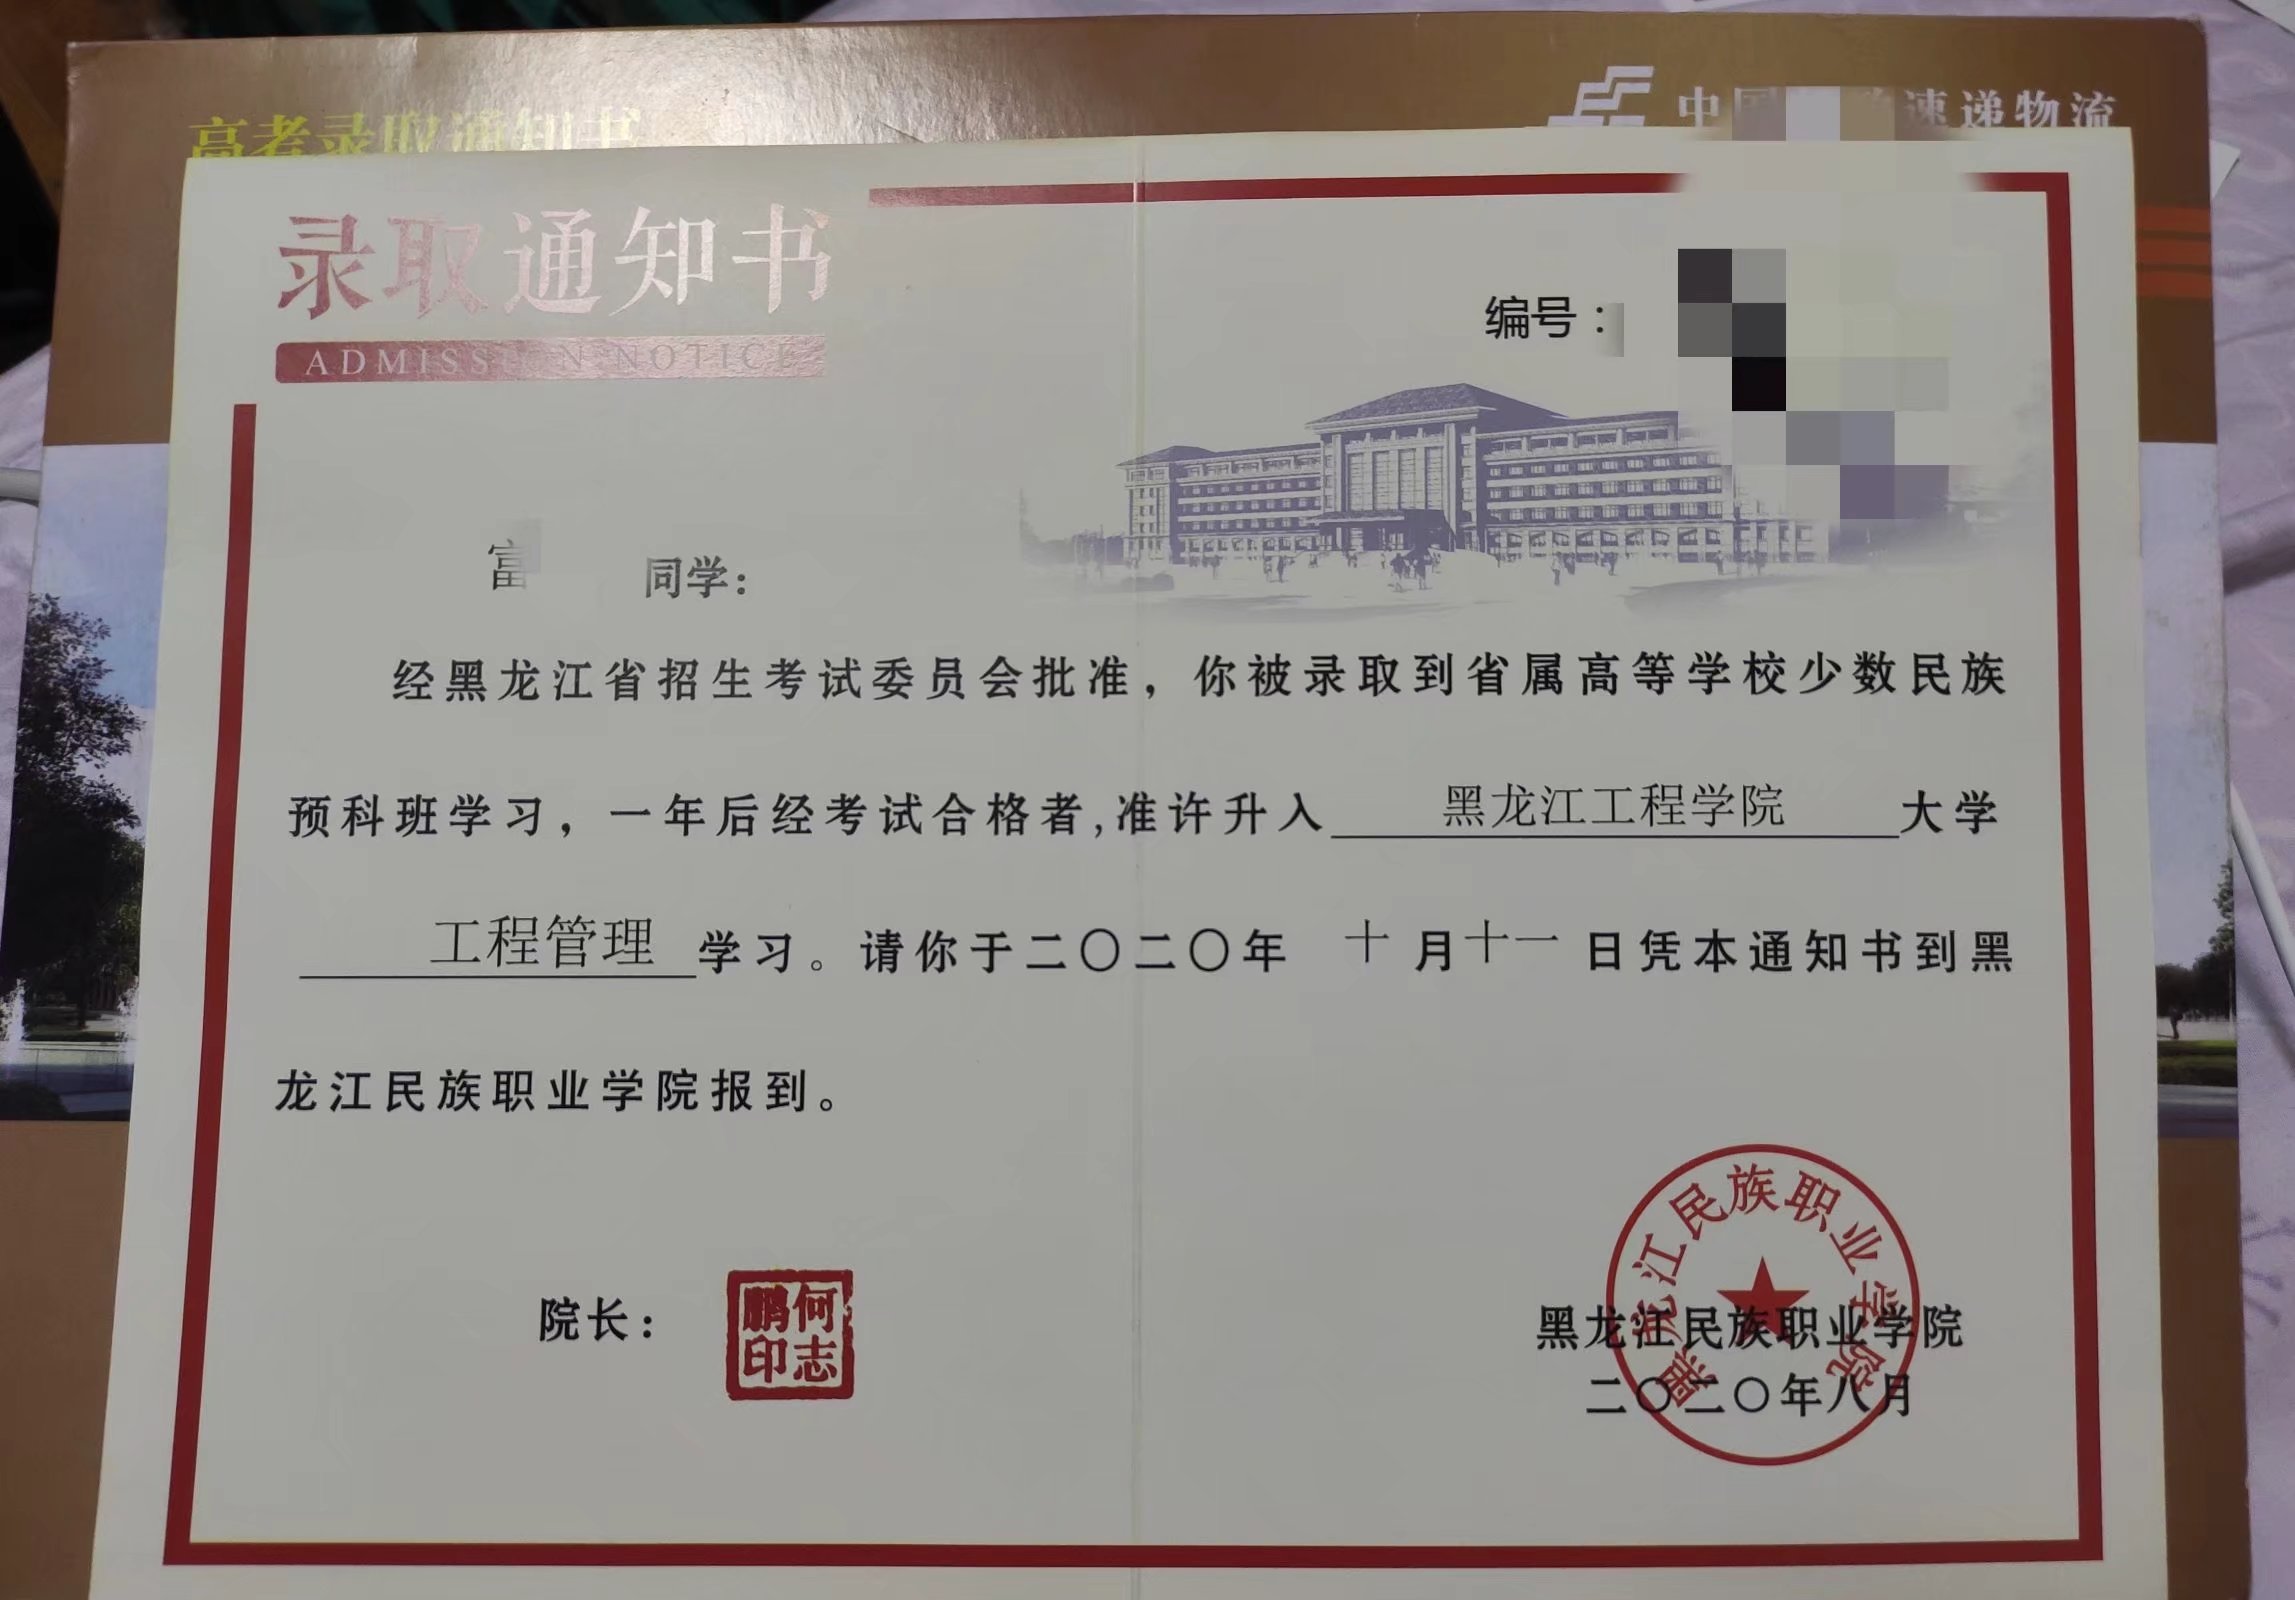 高考录取通知书
中国
速递物流
录取通知书
ADMISS N NOTICE
编号：
富
同学：
经黑龙江省招生考试委员会批准，你被录取到省属高等学校少数民族
预科班学习，一年后经考试合格者,准许升入黑龙江工程学院大学
工程管理学习。请你于二〇二〇年十月十一日凭本通知书到黑
龙江民族职业学院报到。
院长：
何志鹏印
黑龙江民族职业学院
黑龙江民族职业学院
二〇二〇年八月